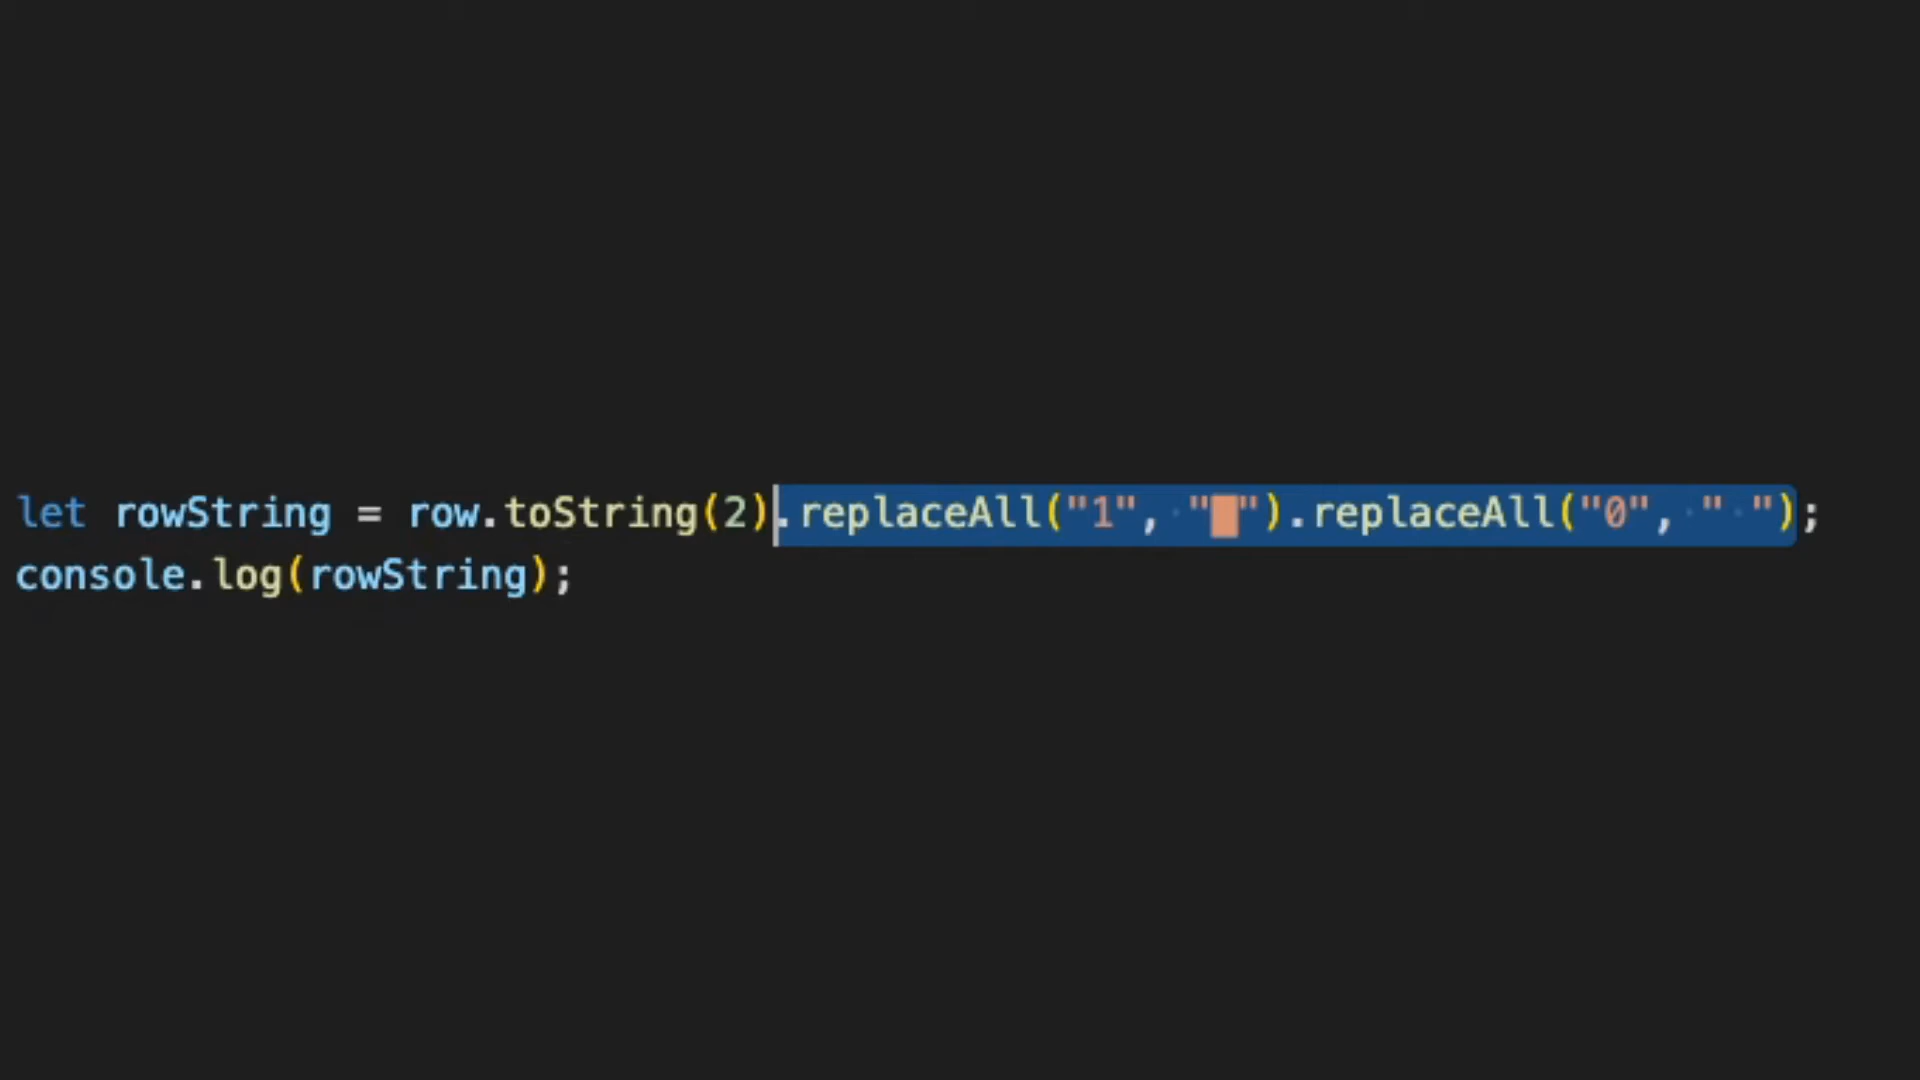 let rowString = row.toString(2).replaceAll("1", "█").replaceAll("0", " ");
console.log(rowString);